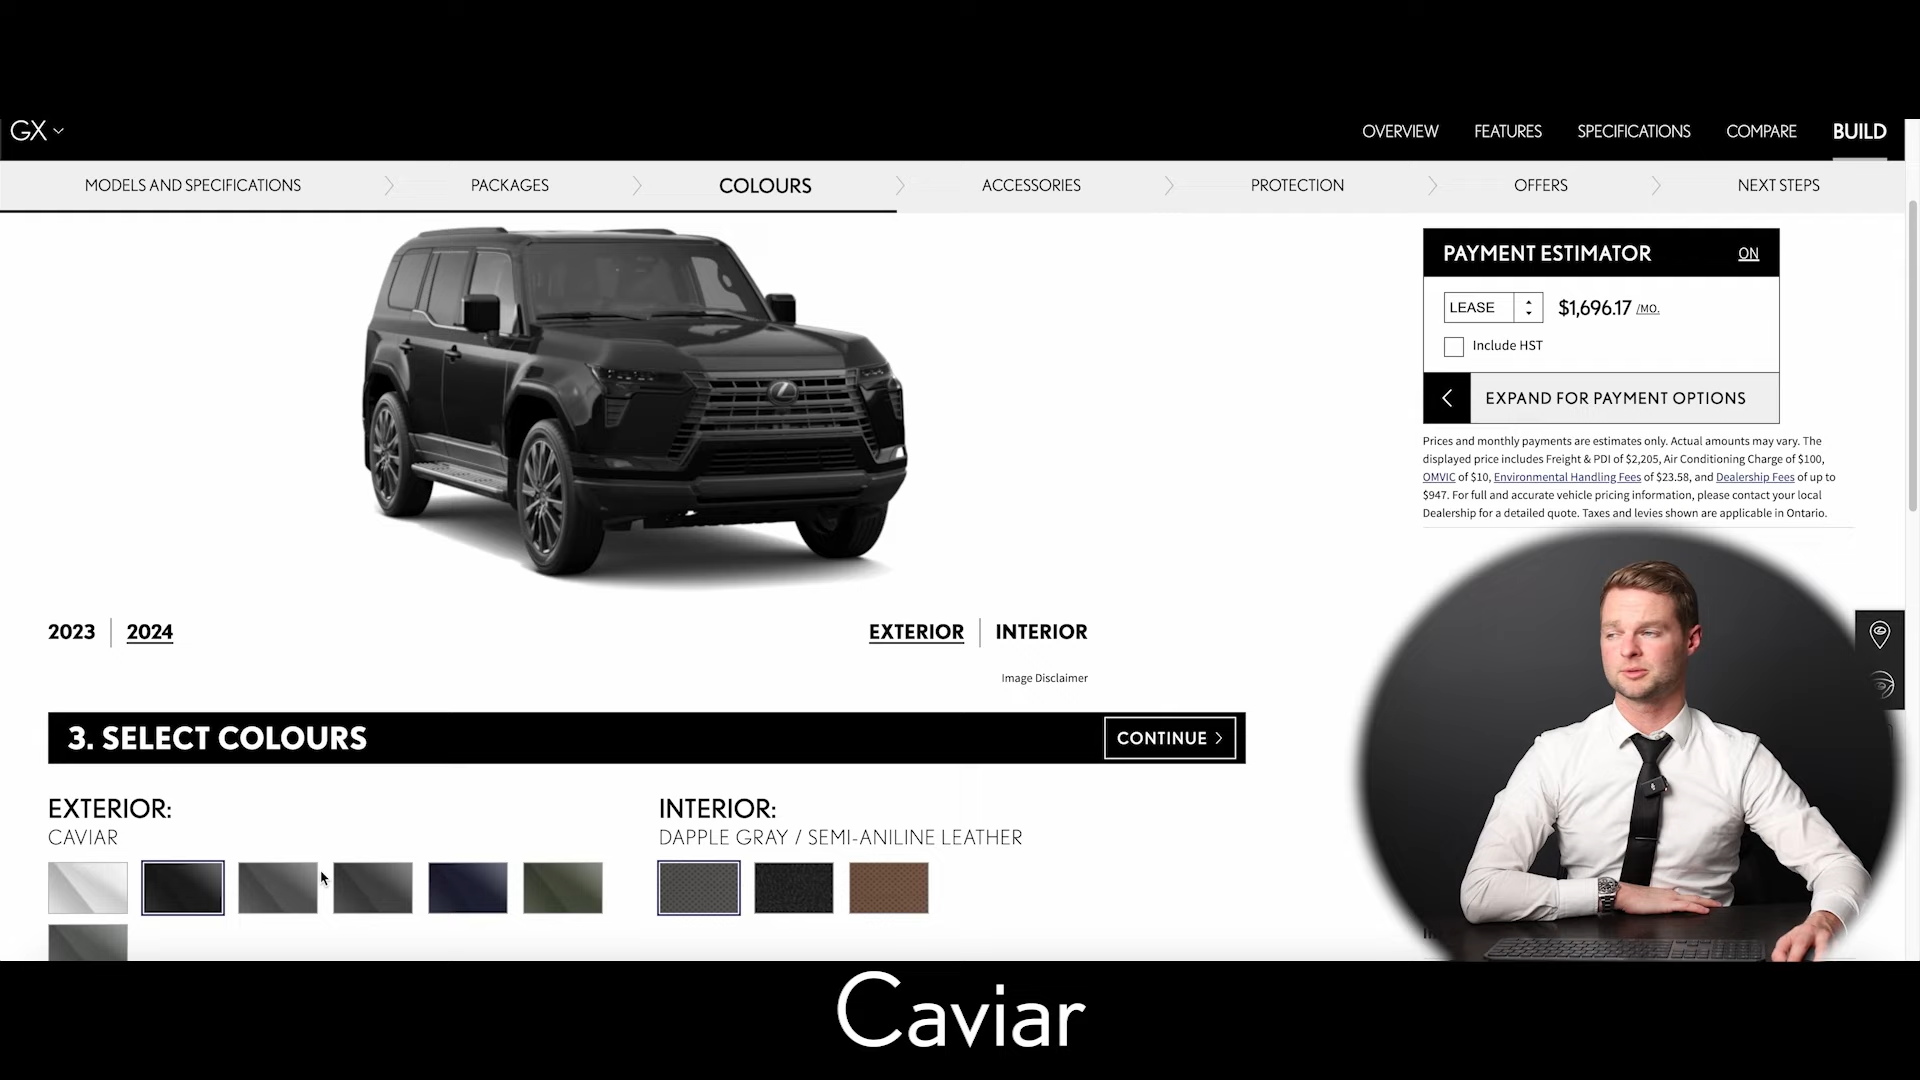 GX
OVERVIEW
FEATURES
SPECIFICATIONS
COMPARE
BUILD
MODELS AND SPECIFICATIONS
PACKAGES
COLOURS
ACCESSORIES
PROTECTION
OFFERS
NEXT STEPS
PAYMENT ESTIMATOR
ON
LEASE
$1,696.17 /MO.
Include HST
EXPAND FOR PAYMENT OPTIONS
Prices and monthly payments are estimates only. Actual amounts may vary. The
displayed price includes Freight & PDI of $2,205, Air Conditioning Charge of $100,
OMVIC of $10, Environmental Handling Fees of $23.58, and Dealership Fees of up to
$947. For full and accurate vehicle pricing information, please contact your local
Dealership for a detailed quote. Taxes and levies shown are applicable in Ontario.
2023
2024
EXTERIOR
INTERIOR
Image Disclaimer
3. SELECT COLOURS
CONTINUE
EXTERIOR:
CAVIAR
INTERIOR:
DAPPLE GRAY / SEMI-ANILINE LEATHER
Caviar